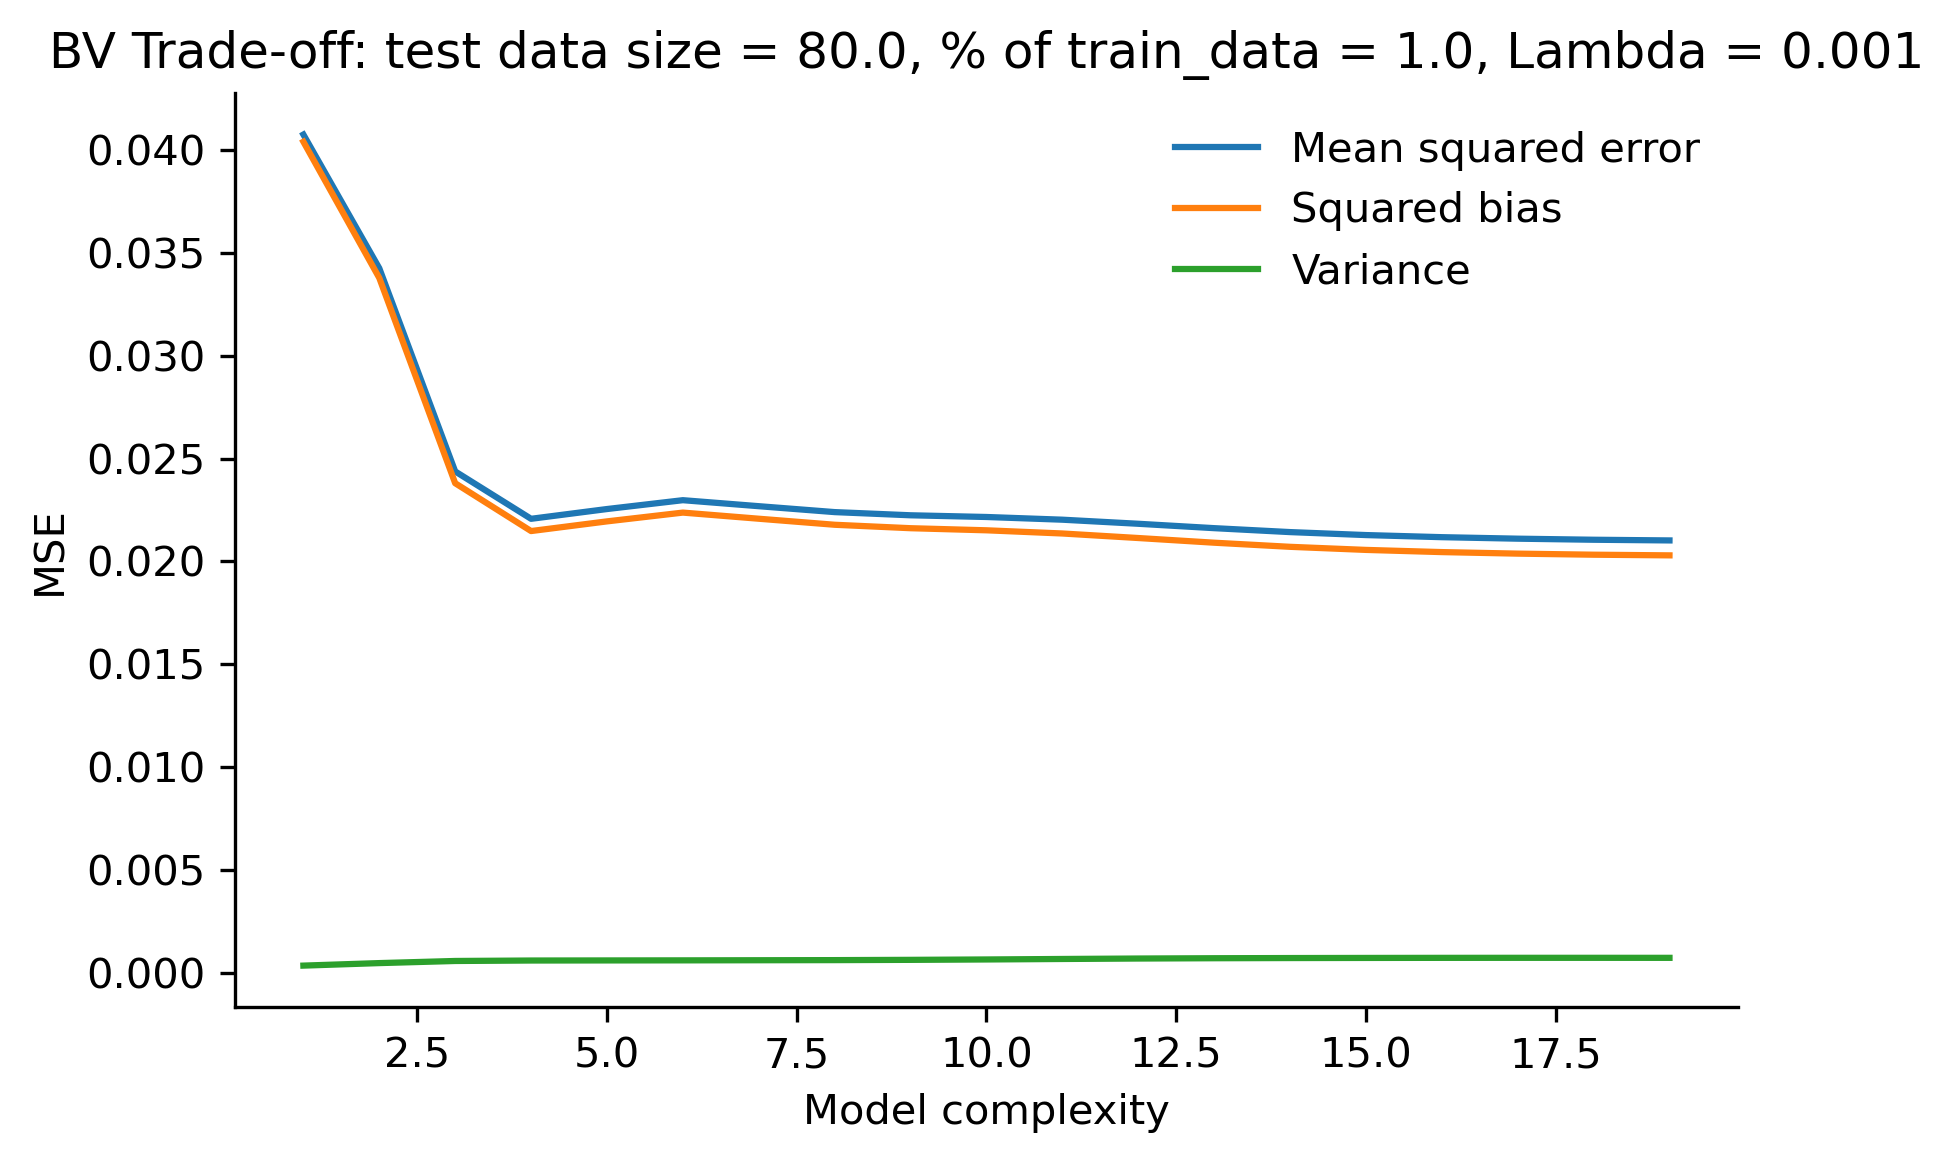 BV Trade-off: test data size = 80.0, % of train_data = 1.0, Lambda = 0.001
Mean squared error
Squared bias
Variance
0.040
0.035
0.030
0.025
0.020
0.015
0.010
0.005
0.000
MSE
2.5 5.0 7.5 10.0 12.5 15.0 17.5
Model complexity